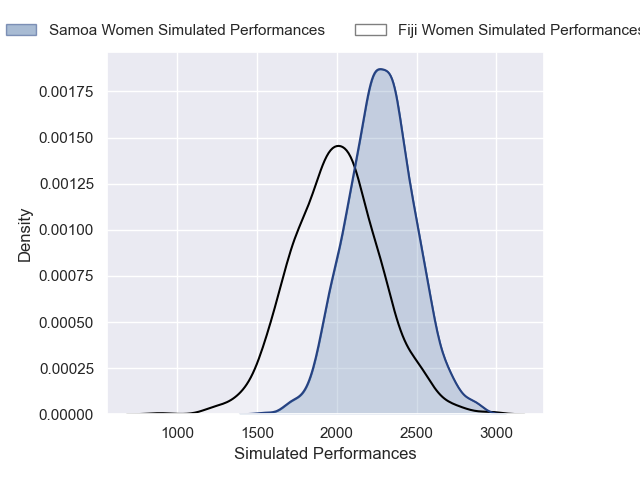 Samoa Women Simulated Performances
Fiji Women Simulated Performances
0.00175
0.00150
0.00125
0.00100
0.00075
0.00050
0.00025
0.00000
Density
1000 1500 2000 2500 3000
Simulated Performances